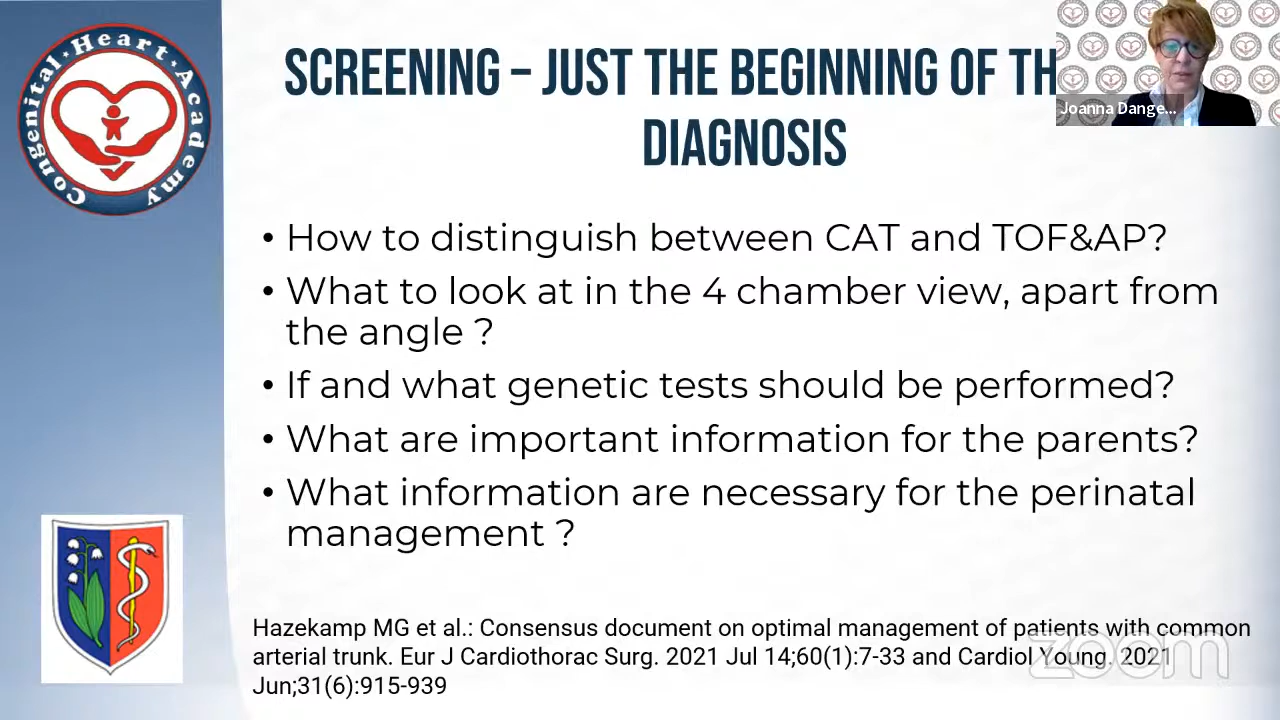 Congenital · Heart · Academy
SCREENING – JUST THE BEGINNING OF TH
DIAGNOSIS
Joanna Dange...
• How to distinguish between CAT and TOF&AP?
• What to look at in the 4 chamber view, apart from
the angle ?
• If and what genetic tests should be performed?
• What are important information for the parents?
• What information are necessary for the perinatal
management ?
Hazekamp MG et al.: Consensus document on optimal management of patients with common
arterial trunk. Eur J Cardiothorac Surg. 2021 Jul 14;60(1):7-33 and Cardiol Young. 2021
Jun;31(6):915-939
zoom